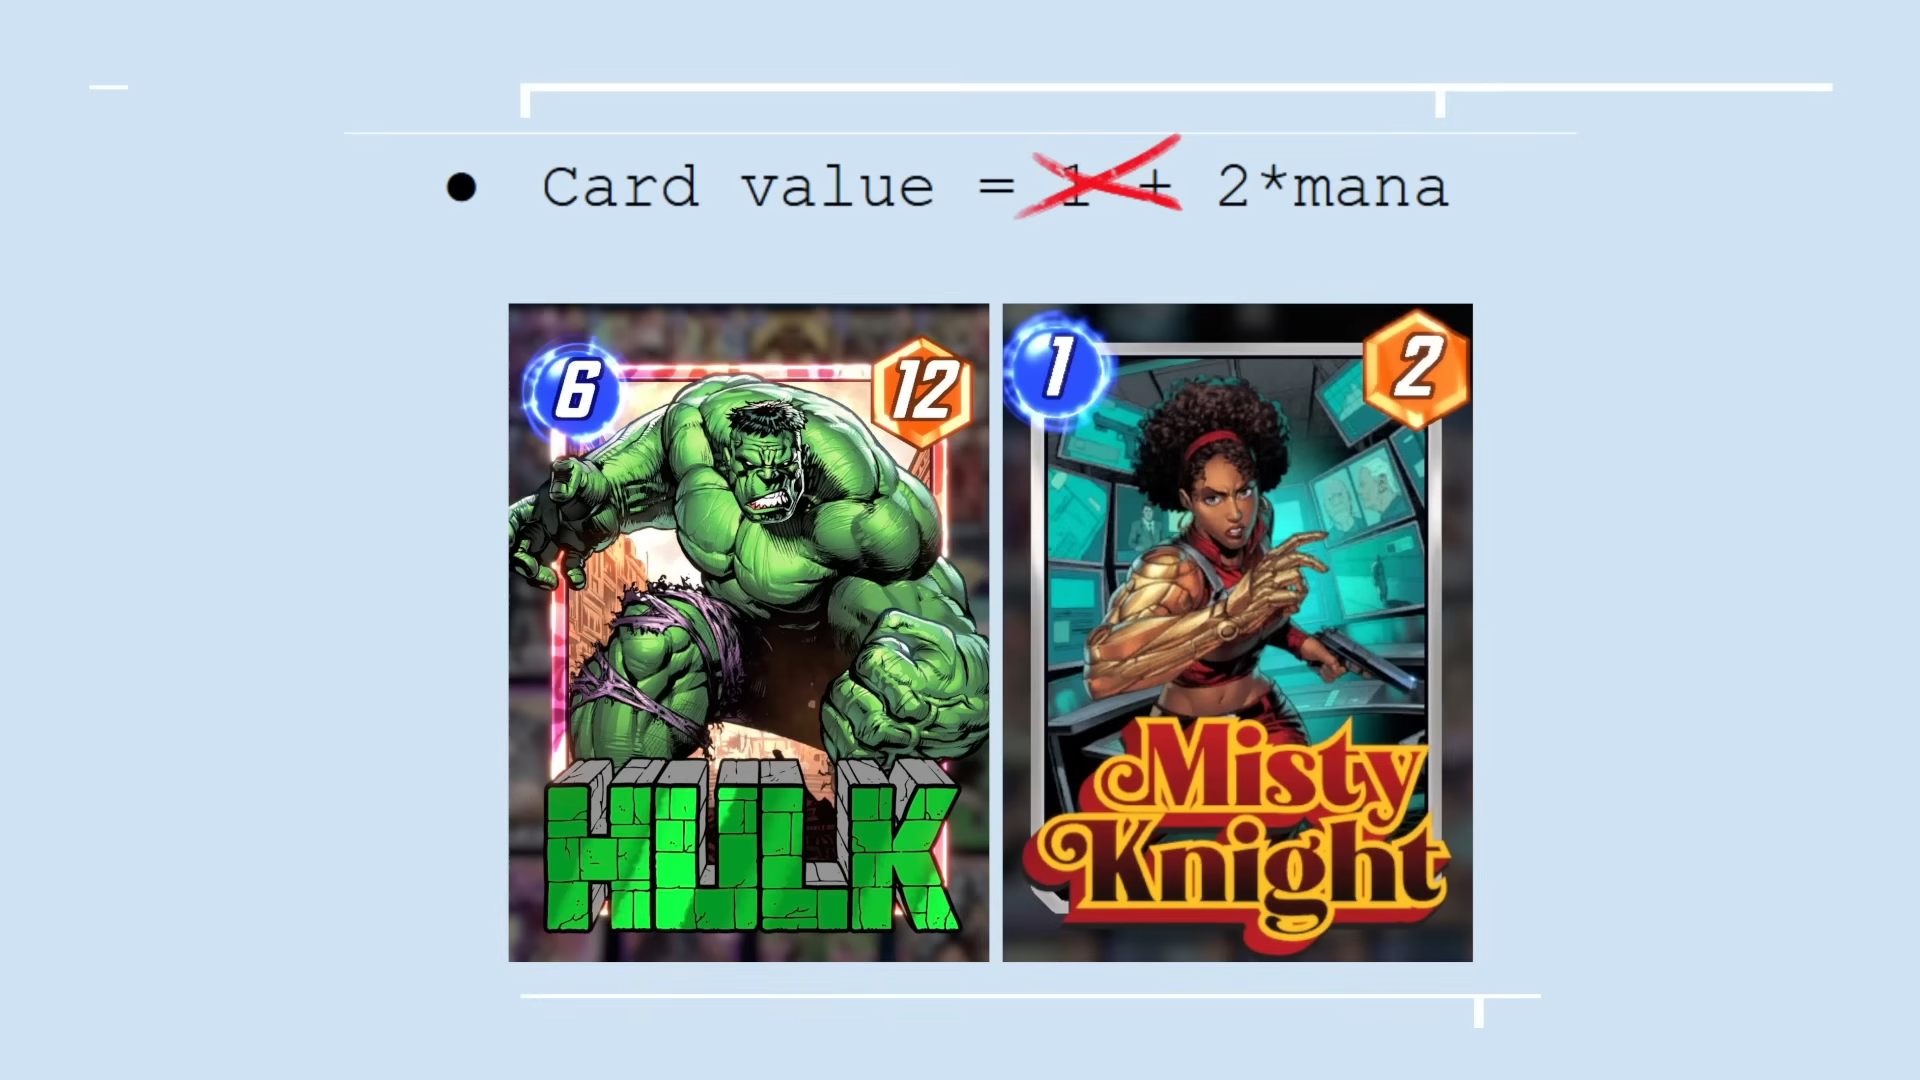 ● Card value = 1 + 2*mana
6 12
HULK
1 2
Misty
Knight